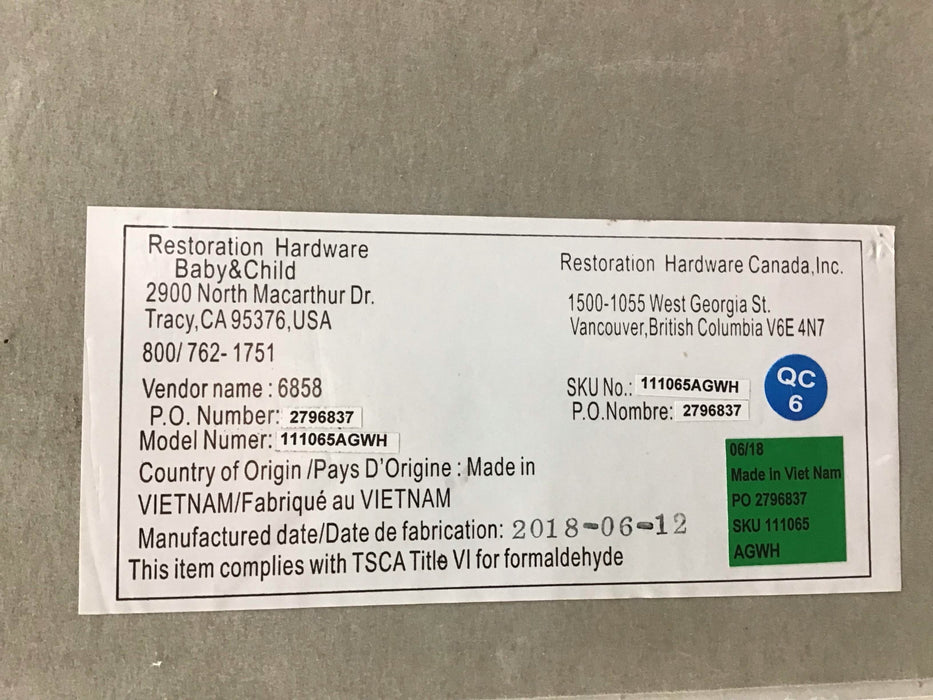 Restoration Hardware
Baby&Child
2900 North Macarthur Dr.
Tracy,CA 95376,USA
800/ 762- 1751
Restoration Hardware Canada,Inc.
1500-1055 West Georgia St.
Vancouver,British Columbia V6E 4N7
Vendor name : 6858
P.O. Number: 2796837
Model Numer: 111065AGWH
SKU No.: 111065AGWH
P.O.Nombre: 2796837
QC
6
Country of Origin /Pays D'Origine : Made in
VIETNAM/Fabriqué au VIETNAM
Manufactured date/Date de fabrication: 2018-06-12
This item complies with TSCA Title VI for formaldehyde
06/18
Made in Viet Nam
PO 2796837
SKU 111065
AGWH